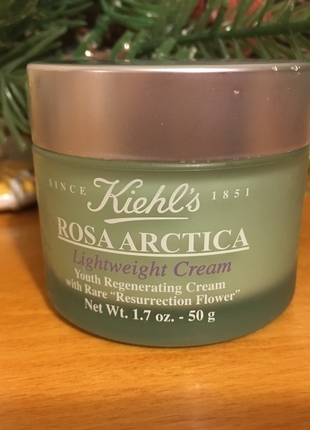 SINCE Kiehl's 1851
ROSA ARCTICA
Lightweight Cream
Youth Regenerating Cream
with Rare "Resurrection Flower"
Net Wt. 1.7 oz. - 50 g